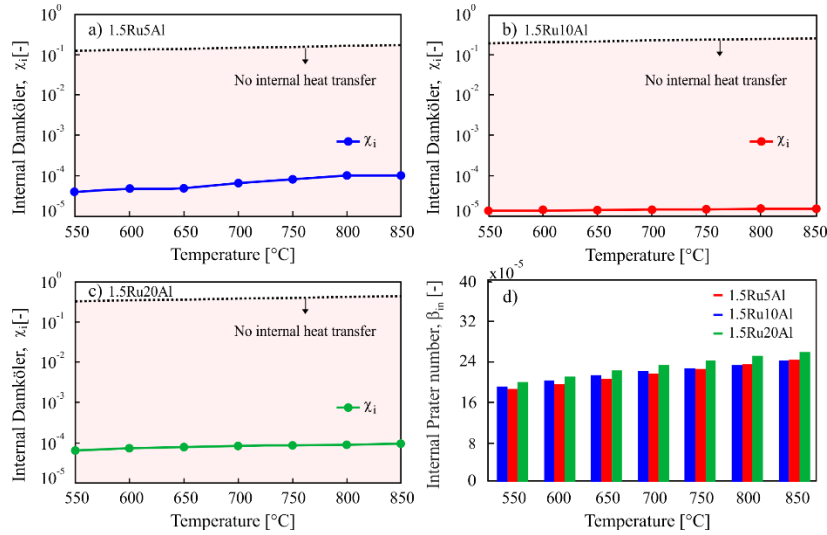 a) 1.5Ru5Al
Internal Damköler, χi[-]
10^0
10^-1
10^-2
10^-3
10^-4
10^-5
No internal heat transfer
χi
550 600 650 700 750 800 850
Temperature [°C]
b) 1.5Ru10Al
Internal Damköler, χi[-]
10^0
10^-1
10^-2
10^-3
10^-4
10^-5
No internal heat transfer
χi
550 600 650 700 750 800 850
Temperature [°C]
c) 1.5Ru20Al
Internal Damköler, χi[-]
10^0
10^-1
10^-2
10^-3
10^-4
10^-5
No internal heat transfer
χi
550 600 650 700 750 800 850
Temperature [°C]
x10^-5
d)
Internal Prater number, βin [-]
40
32
24
16
8
0
1.5Ru5Al
1.5Ru10Al
1.5Ru20Al
550 600 650 700 750 800 850
Temperature [°C]